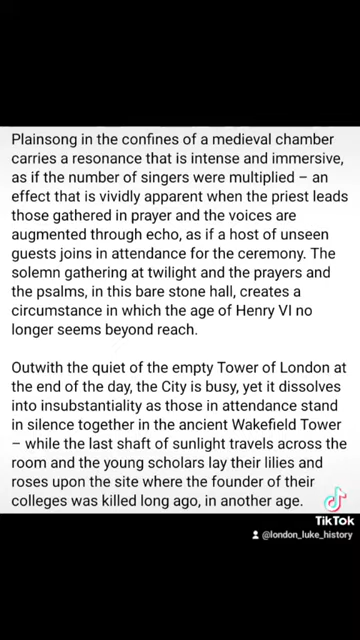 Plainsong in the confines of a medieval chamber
carries a resonance that is intense and immersive,
as if the number of singers were multiplied – an
effect that is vividly apparent when the priest leads
those gathered in prayer and the voices are
augmented through echo, as if a host of unseen
guests joins in attendance for the ceremony. The
solemn gathering at twilight and the prayers and
the psalms, in this bare stone hall, creates a
circumstance in which the age of Henry VI no
longer seems beyond reach.
Outwith the quiet of the empty Tower of London at
the end of the day, the City is busy, yet it dissolves
into insubstantiality as those in attendance stand
in silence together in the ancient Wakefield Tower
– while the last shaft of sunlight travels across the
room and the young scholars lay their lilies and
roses upon the site where the founder of their
colleges was killed long ago, in another age.
TikTok
@london_luke_history